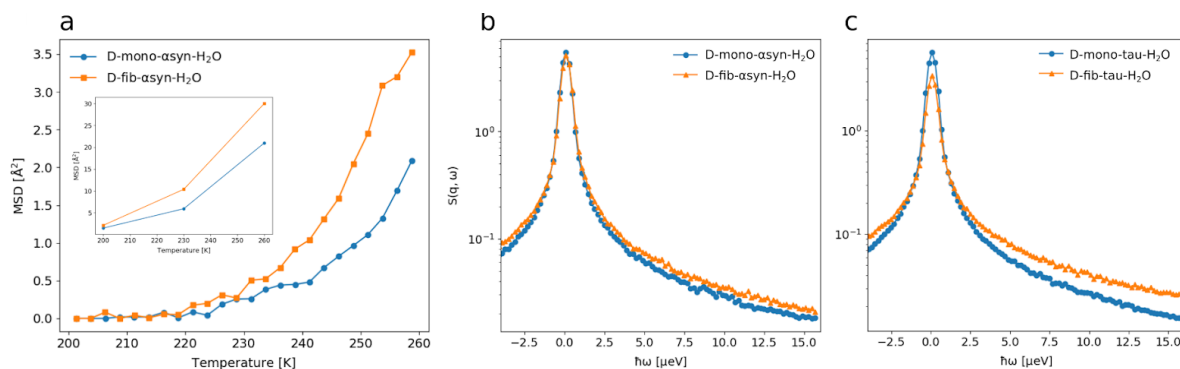 a
MSD [Å²]
3.5
3.0
2.5
2.0
1.5
1.0
0.5
0.0
D-mono-αsyn-H₂O
D-fib-αsyn-H₂O
MSD [Å²]
30
25
20
15
10
5
200 210 220 230 240 250 260
Temperature [K]
200 210 220 230 240 250 260
Temperature [K]
b
S(q, ω)
10⁰
10⁻¹
D-mono-αsyn-H₂O
D-fib-αsyn-H₂O
−2.5 0.0 2.5 5.0 7.5 10.0 12.5 15.0
ħω [μeV]
c
10⁰
10⁻¹
D-mono-tau-H₂O
D-fib-tau-H₂O
−2.5 0.0 2.5 5.0 7.5 10.0 12.5 15.0
ħω [μeV]